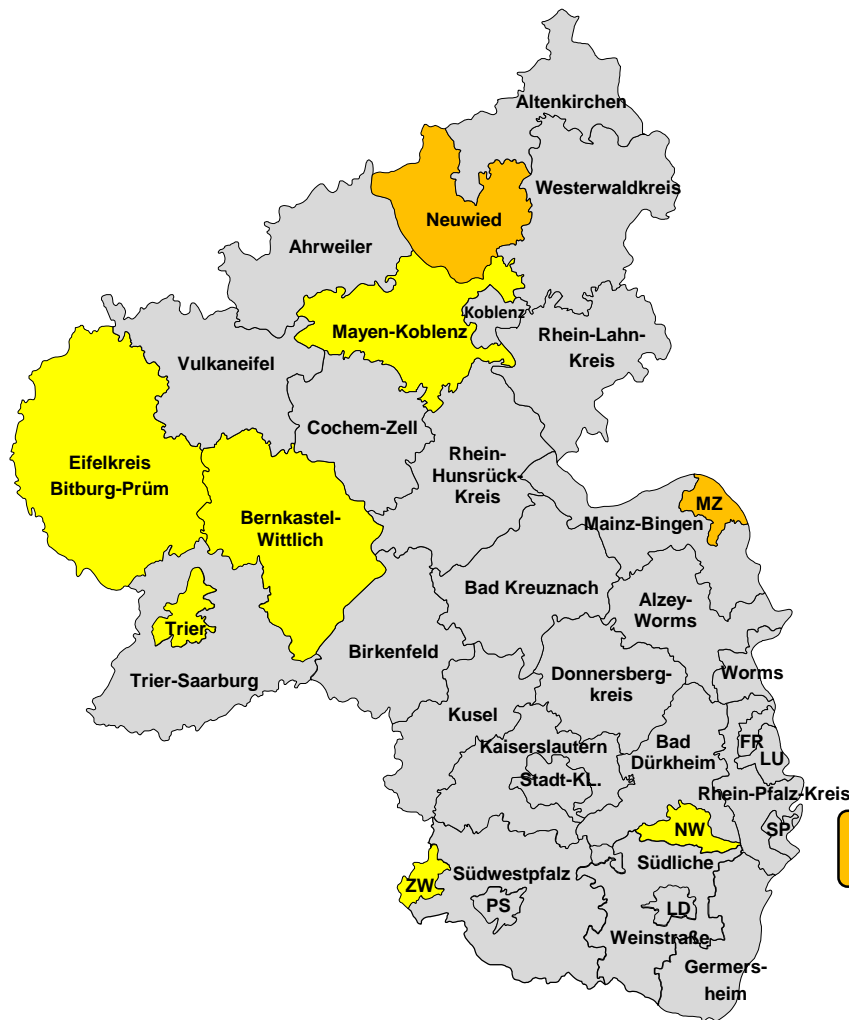 Altenkirchen
Westerwaldkreis
Neuwied
Ahrweiler
Koblenz
Mayen-Koblenz
Rhein-Lahn-
Kreis
Vulkaneifel
Cochem-Zell
Rhein-
Hunsrück-
Kreis
Eifelkreis
Bitburg-Prüm
MZ
Mainz-Bingen
Bernkastel-
Wittlich
Bad Kreuznach
Alzey-
Worms
Trier
Birkenfeld
Trier-Saarburg
Donnersberg-
kreis
Worms
Kusel
Kaiserslautern
Bad
Dürkheim
FR
LU
Stadt-KL.
Rhein-Pfalz-Kreis
NW
SP
Südliche
Südwestpfalz
ZW
PS
LD
Weinstraße
Germers-
heim